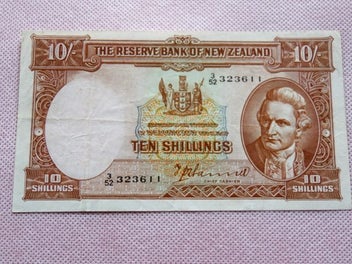 10/- THE RESERVE BANK OF NEW ZEALAND 10/-
3/52 323611
TEN SHILLINGS
3/52 323611
CHIEF CASHIER
10 SHILLINGS
10 SHILLINGS